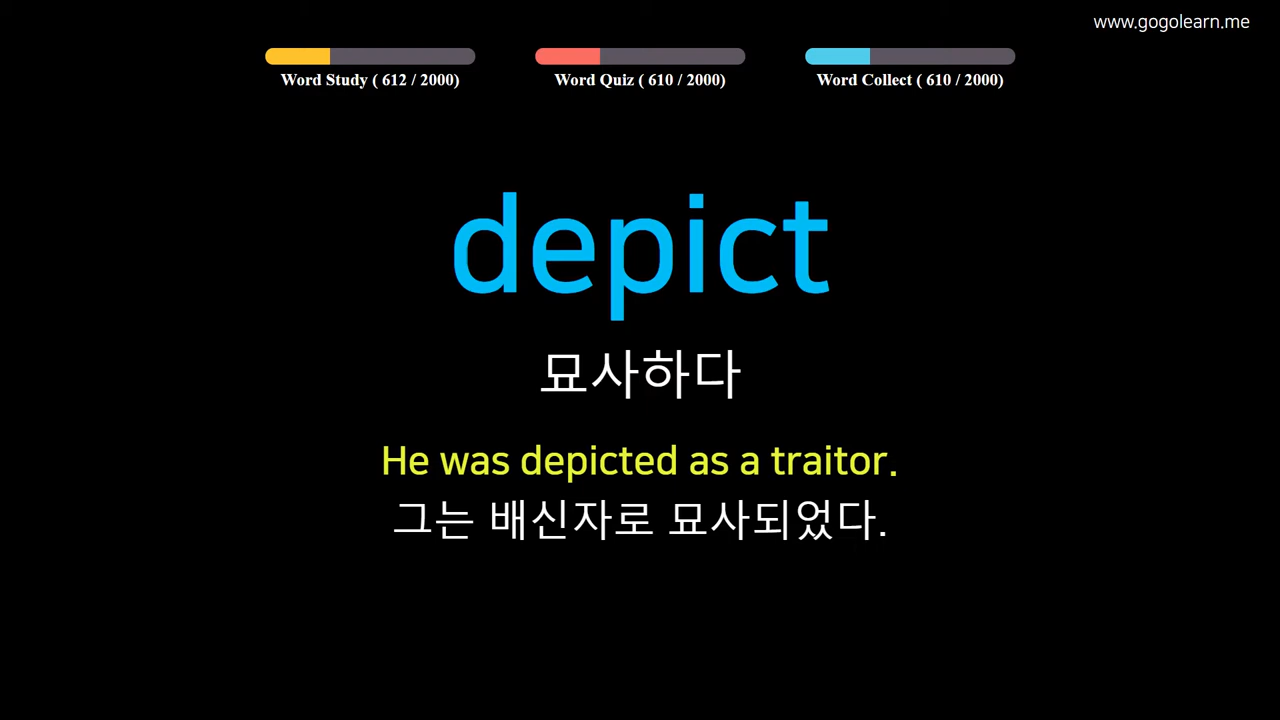 www.gogolearn.me
Word Study ( 612 / 2000)
Word Quiz ( 610 / 2000)
Word Collect ( 610 / 2000)
depict
묘사하다
He was depicted as a traitor.
그는 배신자로 묘사되었다.